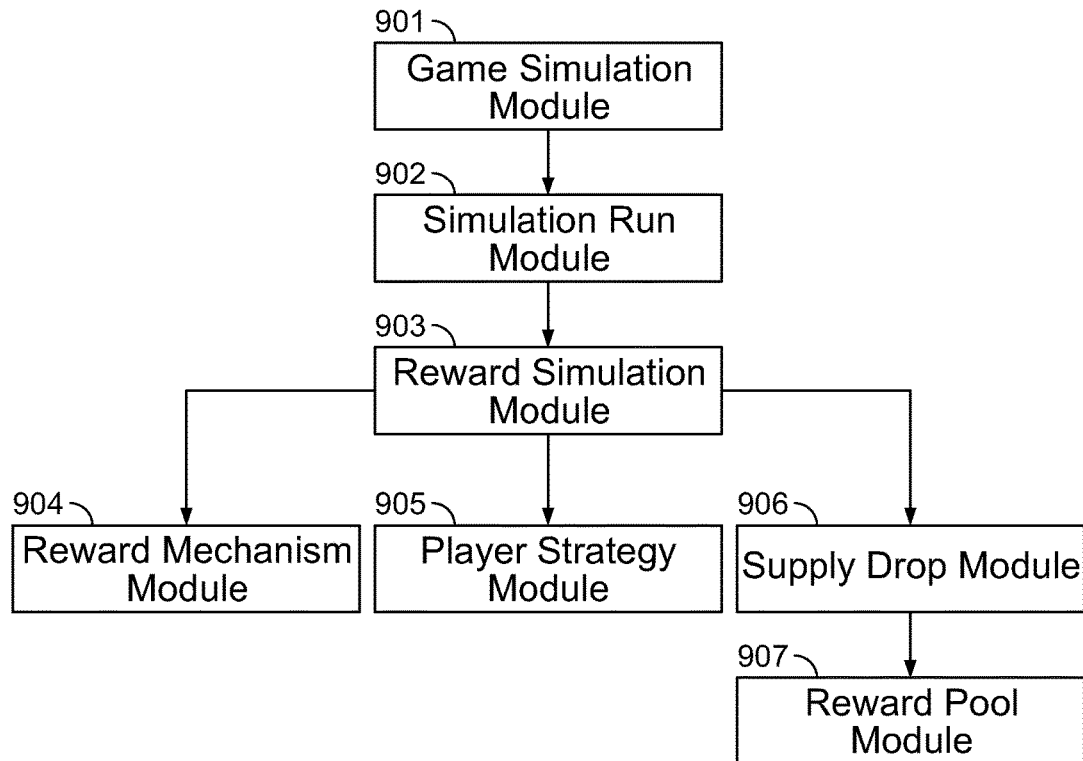 901
Game Simulation
Module
902
Simulation Run
Module
903
Reward Simulation
Module
904
Reward Mechanism
Module
905
Player Strategy
Module
906
Supply Drop Module
907
Reward Pool
Module